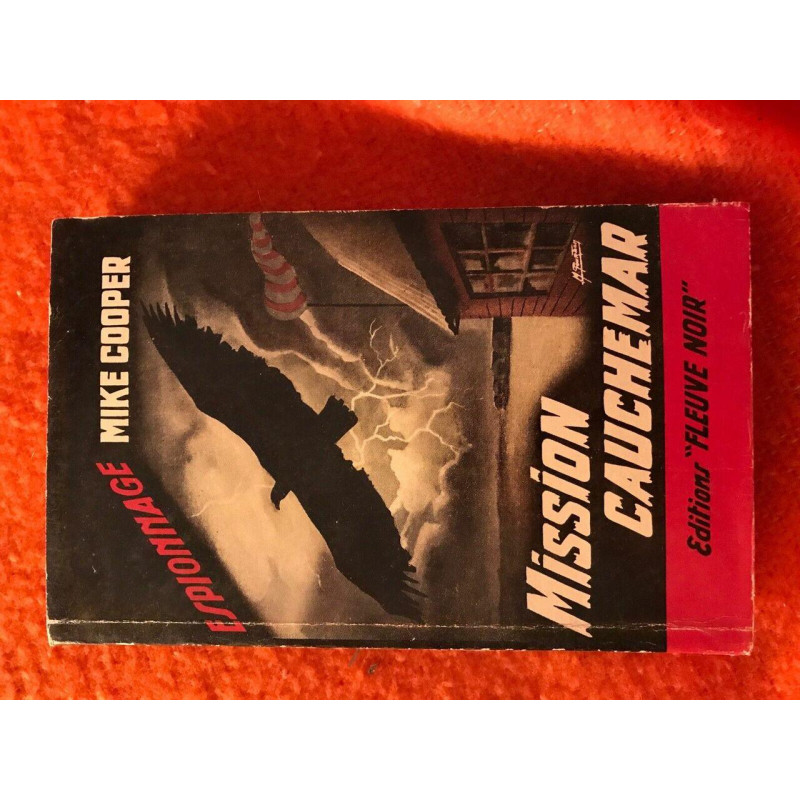 ESPIONNAGE
MIKE COOPER
Mission
CAUCHEMAR
Editions "FLEUVE NOIR"